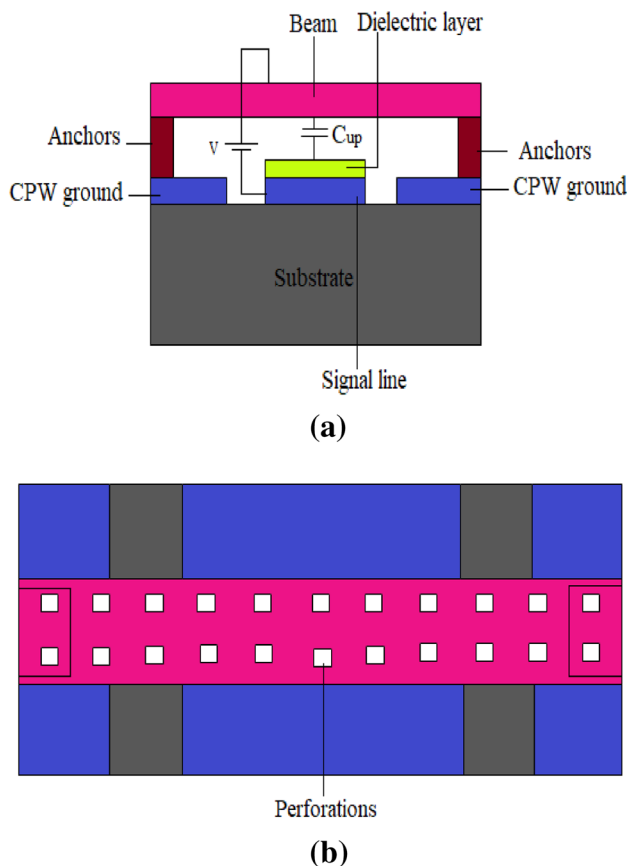 Beam
Dielectric layer
Anchors
V
Cup
Anchors
CPW ground
CPW ground
Substrate
Signal line
(a)
Perforations
(b)